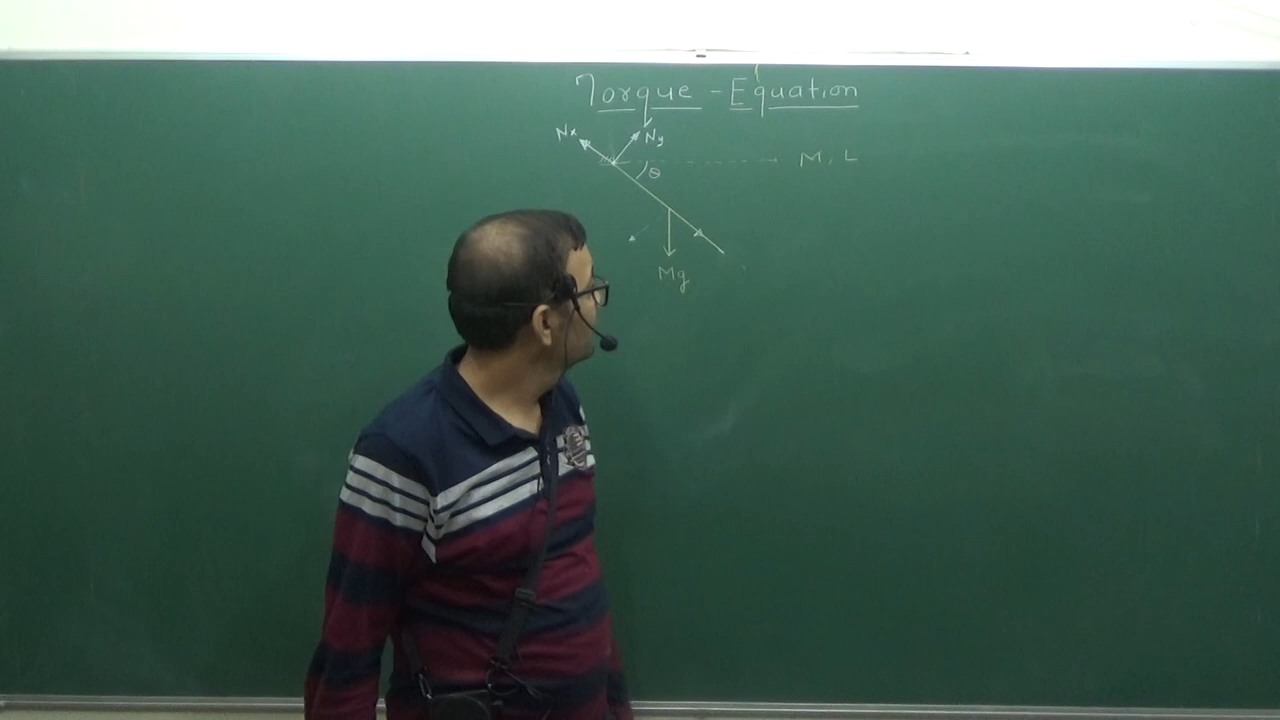 Torque - Equation
Nx
Ny
θ
M, L
Mg